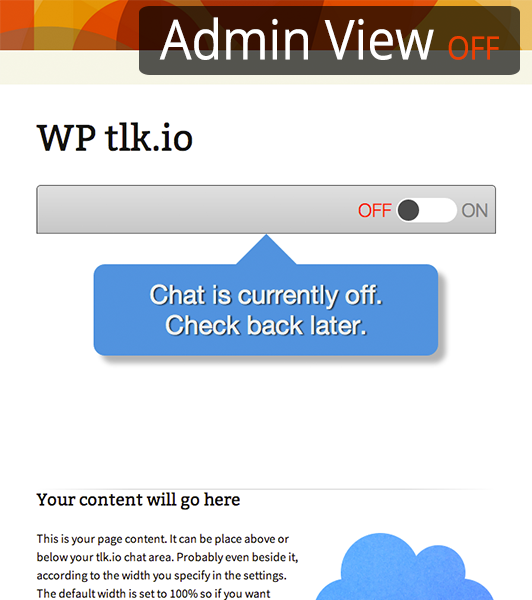 Admin View OFF
WP tlk.io
OFF ON
Chat is currently off.
Check back later.
Your content will go here
This is your page content. It can be place above or
below your tlk.io chat area. Probably even beside it,
according to the width you specify in the settings.
The default width is set to 100% so if you want